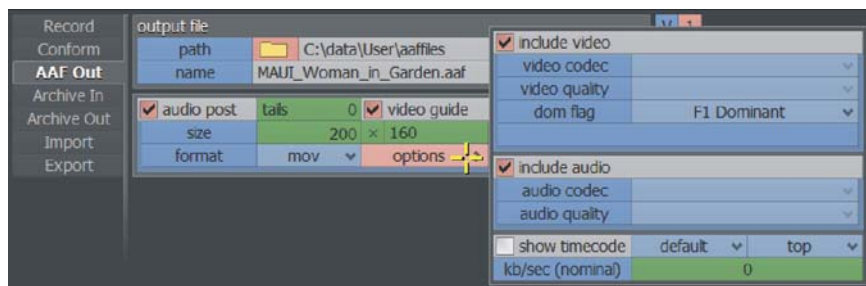 Record
Conform
AAF Out
Archive In
Archive Out
Import
Export
output file
path C:\data\User\aaffiles
name MAUI_Woman_in_Garden.aaf
audio post tails 0 video guide
size 200 × 160
format mov options
V 1
include video
video codec
video quality
dom flag F1 Dominant
include audio
audio codec
audio quality
show timecode default top
kb/sec (nominal) 0